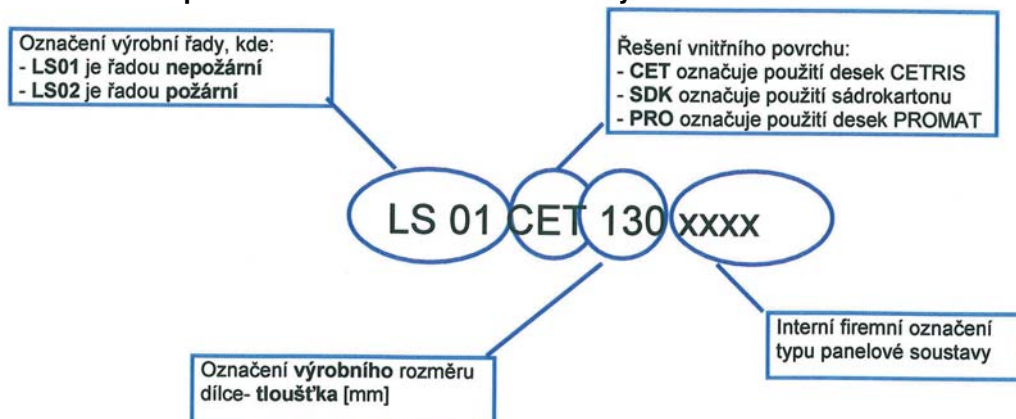 Označení výrobní řady, kde:
- LS01 je řadou nepožární
- LS02 je řadou požární
Řešení vnitřního povrchu:
- CET označuje použití desek CETRIS
- SDK označuje použití sádrokartonu
- PRO označuje použití desek PROMAT
LS 01 CET 130 xxxx
Interní firemní označení
typu panelové soustavy
Označení výrobního rozměru
dílce- tloušťka [mm]